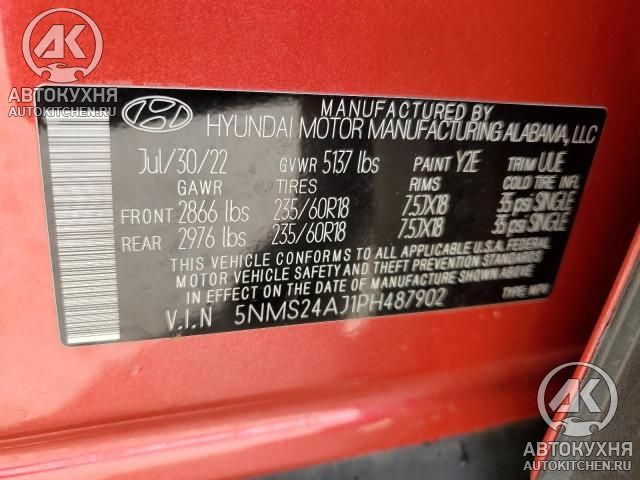 AK
АВТОКУХНЯ
AUTOKITCHEN.RU
MANUFACTURED BY
HYUNDAI MOTOR MANUFACTURING ALABAMA, LLC
Jul/30/22 GVWR 5137 lbs PAINT Y2E TRIM UUE
GAWR TIRES RIMS COLD TIRE INFL
FRONT 2866 lbs 235/60R18 7.5JX18 35 psi SINGLE
REAR 2976 lbs 235/60R18 7.5JX18 35 psi SINGLE
THIS VEHICLE CONFORMS TO ALL APPLICABLE U.S.A. FEDERAL
MOTOR VEHICLE SAFETY AND THEFT PREVENTION STANDARDS
IN EFFECT ON THE DATE OF MANUFACTURE SHOWN ABOVE.
V.I.N 5NMS24AJ1PH487902 TYPE: MPV
AK
АВТОКУХНЯ
AUTOKITCHEN.RU